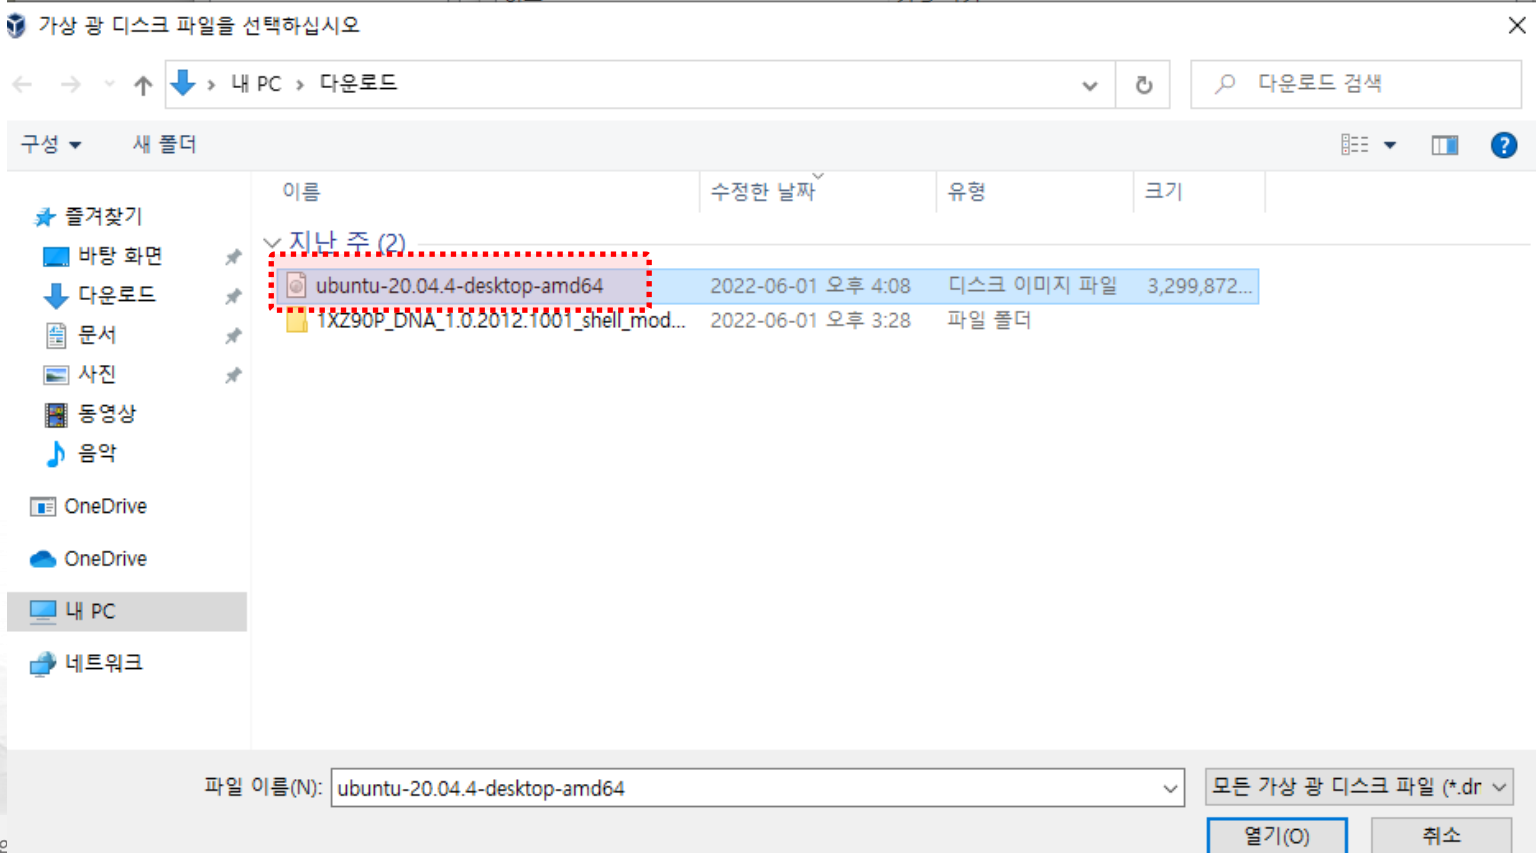 가상 광 디스크 파일을 선택하십시오
내 PC › 다운로드
다운로드 검색
구성 새 폴더
이름 수정한 날짜 유형 크기
즐겨찾기
바탕 화면
다운로드
문서
사진
동영상
음악
OneDrive
OneDrive
내 PC
네트워크
지난 주 (2)
ubuntu-20.04.4-desktop-amd64 2022-06-01 오후 4:08 디스크 이미지 파일 3,299,872...
1XZ90P_DNA_1.0.2012.1001_shell_mod... 2022-06-01 오후 3:28 파일 폴더
파일 이름(N): ubuntu-20.04.4-desktop-amd64 모든 가상 광 디스크 파일 (*.dr
열기(O) 취소